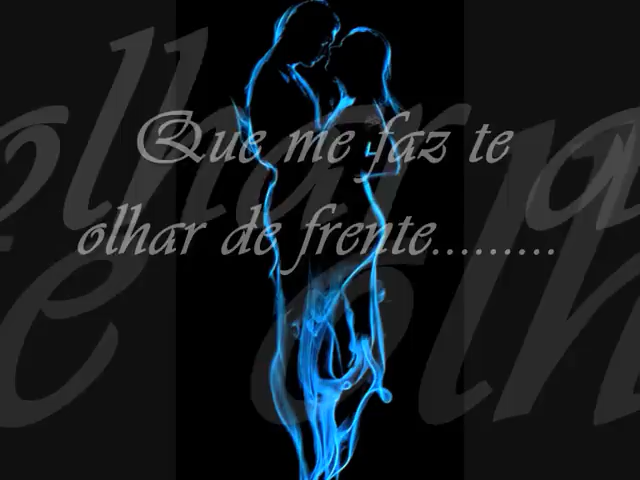 Que me faz te
olhar de frente.........